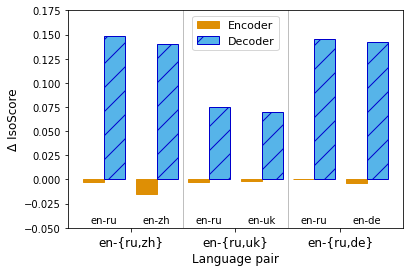 Δ IsoScore
0.175
0.150
0.125
0.100
0.075
0.050
0.025
0.000
−0.025
−0.050
Encoder
Decoder
en-ru en-zh en-ru en-uk en-ru en-de
en-{ru,zh} en-{ru,uk} en-{ru,de}
Language pair